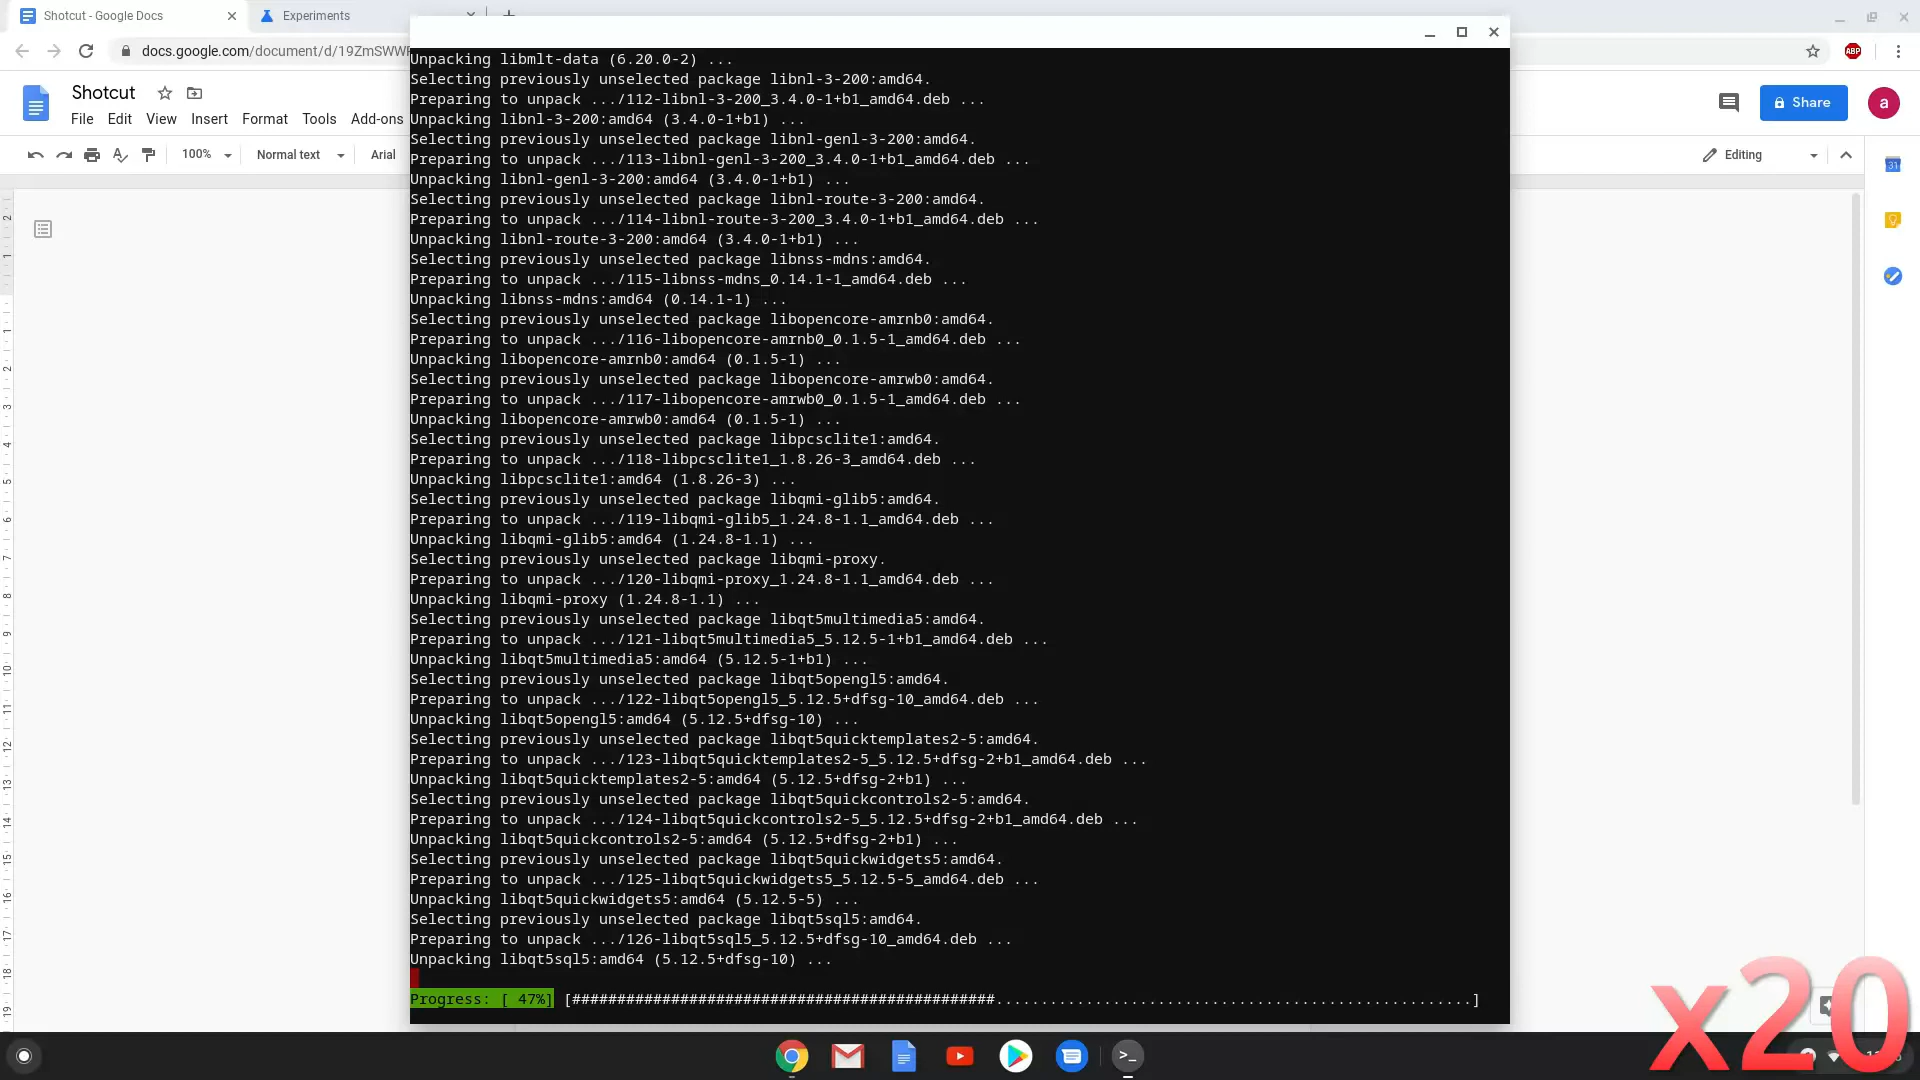 Shotcut - Google Docs
Experiments
docs.google.com/document/d/19ZmSWW
ABP
Shotcut
File Edit View Insert Format Tools Add-ons
Share
a
100% Normal text Arial
Editing
31
Unpacking libmlt-data (6.20.0-2) ...
Selecting previously unselected package libnl-3-200:amd64.
Preparing to unpack .../112-libnl-3-200_3.4.0-1+b1_amd64.deb ...
Unpacking libnl-3-200:amd64 (3.4.0-1+b1) ...
Selecting previously unselected package libnl-genl-3-200:amd64.
Preparing to unpack .../113-libnl-genl-3-200_3.4.0-1+b1_amd64.deb ...
Unpacking libnl-genl-3-200:amd64 (3.4.0-1+b1) ...
Selecting previously unselected package libnl-route-3-200:amd64.
Preparing to unpack .../114-libnl-route-3-200_3.4.0-1+b1_amd64.deb ...
Unpacking libnl-route-3-200:amd64 (3.4.0-1+b1) ...
Selecting previously unselected package libnss-mdns:amd64.
Preparing to unpack .../115-libnss-mdns_0.14.1-1_amd64.deb ...
Unpacking libnss-mdns:amd64 (0.14.1-1) ...
Selecting previously unselected package libopencore-amrnb0:amd64.
Preparing to unpack .../116-libopencore-amrnb0_0.1.5-1_amd64.deb ...
Unpacking libopencore-amrnb0:amd64 (0.1.5-1) ...
Selecting previously unselected package libopencore-amrwb0:amd64.
Preparing to unpack .../117-libopencore-amrwb0_0.1.5-1_amd64.deb ...
Unpacking libopencore-amrwb0:amd64 (0.1.5-1) ...
Selecting previously unselected package libpcsclite1:amd64.
Preparing to unpack .../118-libpcsclite1_1.8.26-3_amd64.deb ...
Unpacking libpcsclite1:amd64 (1.8.26-3) ...
Selecting previously unselected package libqmi-glib5:amd64.
Preparing to unpack .../119-libqmi-glib5_1.24.8-1.1_amd64.deb ...
Unpacking libqmi-glib5:amd64 (1.24.8-1.1) ...
Selecting previously unselected package libqmi-proxy.
Preparing to unpack .../120-libqmi-proxy_1.24.8-1.1_amd64.deb ...
Unpacking libqmi-proxy (1.24.8-1.1) ...
Selecting previously unselected package libqt5multimedia5:amd64.
Preparing to unpack .../121-libqt5multimedia5_5.12.5-1+b1_amd64.deb ...
Unpacking libqt5multimedia5:amd64 (5.12.5-1+b1) ...
Selecting previously unselected package libqt5opengl5:amd64.
Preparing to unpack .../122-libqt5opengl5_5.12.5+dfsg-10_amd64.deb ...
Unpacking libqt5opengl5:amd64 (5.12.5+dfsg-10) ...
Selecting previously unselected package libqt5quicktemplates2-5:amd64.
Preparing to unpack .../123-libqt5quicktemplates2-5_5.12.5+dfsg-2+b1_amd64.deb ...
Unpacking libqt5quicktemplates2-5:amd64 (5.12.5+dfsg-2+b1) ...
Selecting previously unselected package libqt5quickcontrols2-5:amd64.
Preparing to unpack .../124-libqt5quickcontrols2-5_5.12.5+dfsg-2+b1_amd64.deb ...
Unpacking libqt5quickcontrols2-5:amd64 (5.12.5+dfsg-2+b1) ...
Selecting previously unselected package libqt5quickwidgets5:amd64.
Preparing to unpack .../125-libqt5quickwidgets5_5.12.5-5_amd64.deb ...
Unpacking libqt5quickwidgets5:amd64 (5.12.5-5) ...
Selecting previously unselected package libqt5sql5:amd64.
Preparing to unpack .../126-libqt5sql5_5.12.5+dfsg-10_amd64.deb ...
Unpacking libqt5sql5:amd64 (5.12.5+dfsg-10) ...
Progress: [ 47%] [###############################################.....................................................]
x20